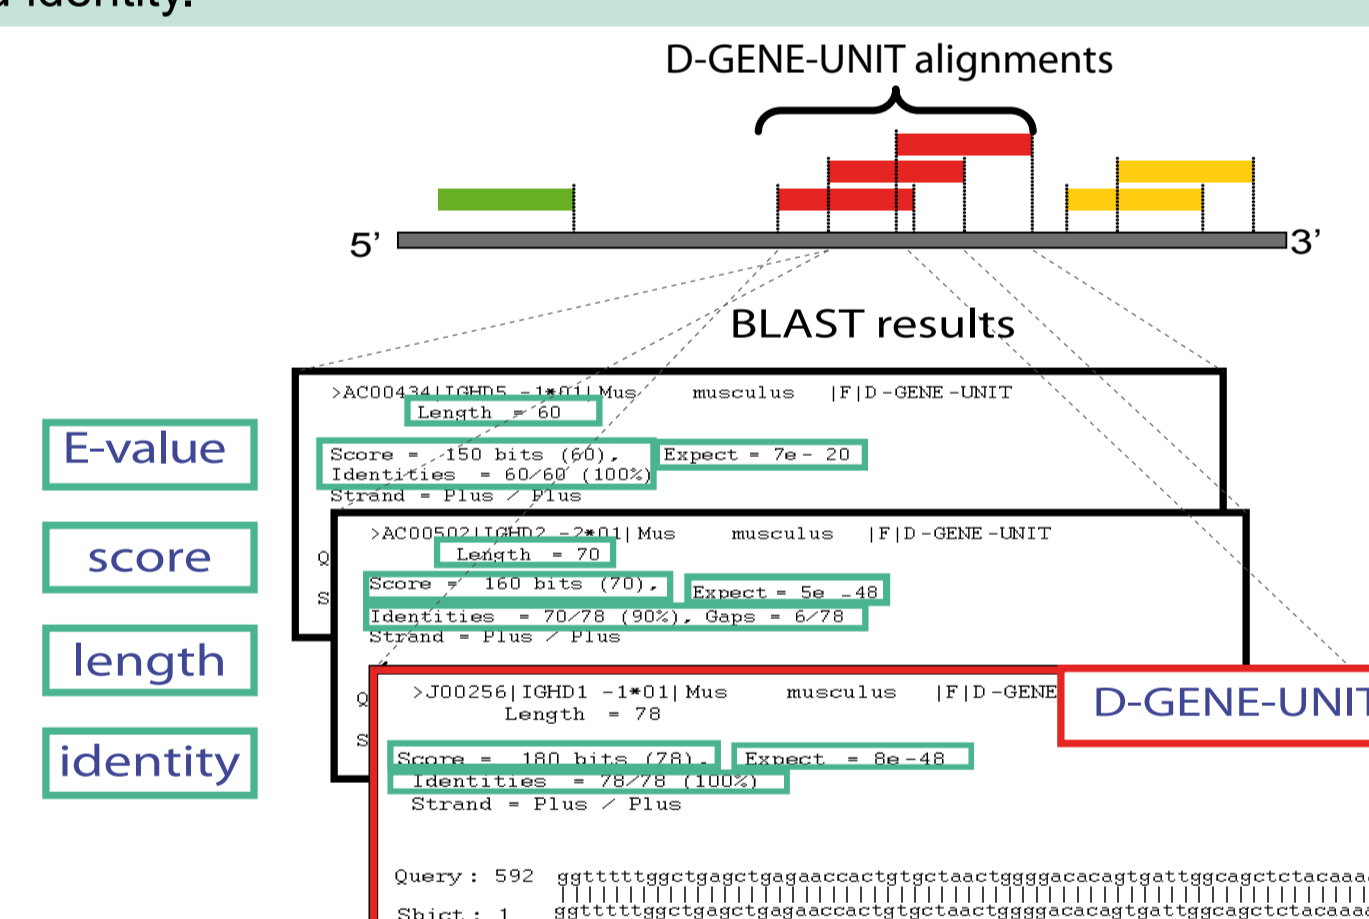 identity.
D-GENE-UNIT alignments
5’
3’
BLAST results
E-value
score
length
identity
>AC00434|IGHD5 -1*01| Mus musculus |F|D-GENE-UNIT
Length = 60
Score = 150 bits (60), Expect = 7e- 20
Identities = 60/60 (100%)
Strand = Plus / Plus
Q
S
>AC00502|IGHD2 -2*01| Mus musculus |F|D-GENE-UNIT
Length = 70
Score = 160 bits (70), Expect = 5e -48
Identities = 70/78 (90%), Gaps = 6/78
Strand = Plus / Plus
Q
S
>J00256|IGHD1 -1*01| Mus musculus |F|D-GENE
Length = 78
D-GENE-UNIT
Score = 180 bits (78), Expect = 8e-48
Identities = 78/78 (100%)
Strand = Plus / Plus
Query : 592 ggtttttggctgagctgagaaccactgtgctaactggggacacagtgattggcagctctacaaa
Sbjct : 1 ggtttttggctgagctgagaaccactgtgctaactggggacacagtgattggcagctctacaaa